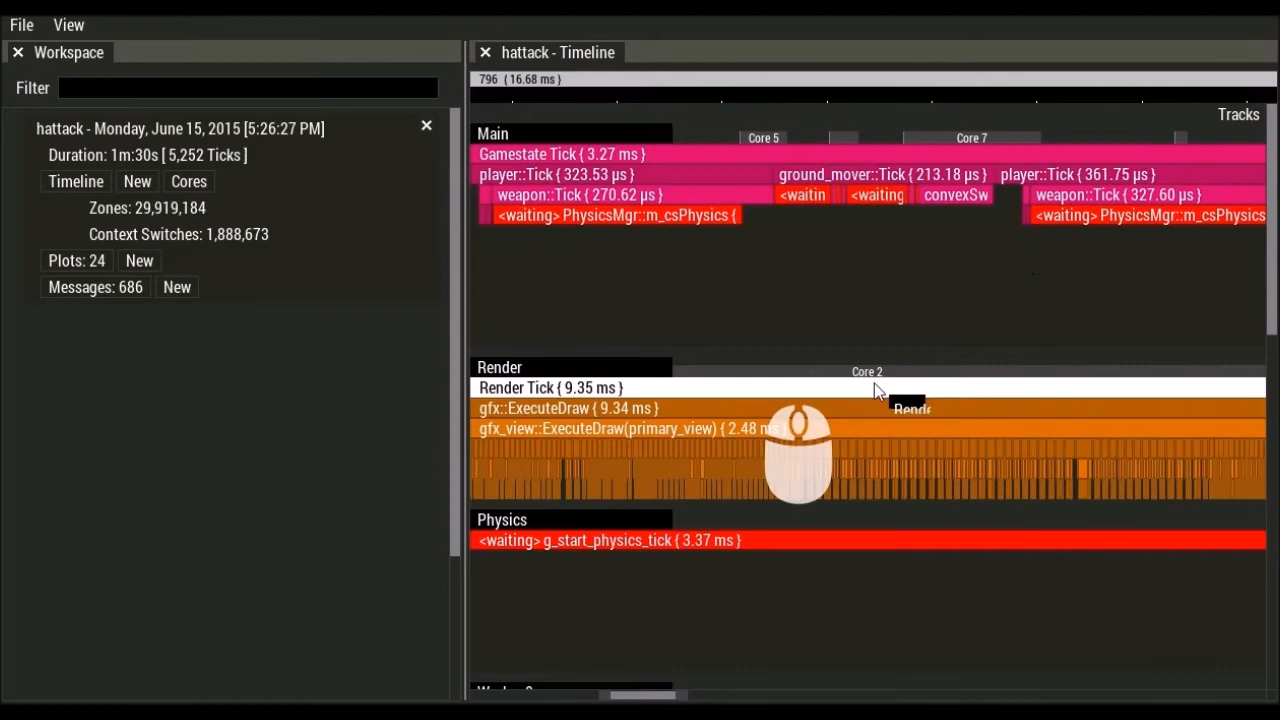 File View
Workspace
Filter
hattack - Monday, June 15, 2015 [5:26:27 PM]
Duration: 1m:30s [ 5,252 Ticks ]
Timeline New Cores
Zones: 29,919,184
Context Switches: 1,888,673
Plots: 24 New
Messages: 686 New
hattack - Timeline
796 { 16.68 ms }
Tracks
Main
Core 5 Core 7
Gamestate Tick { 3.27 ms }
player::Tick { 323.53 µs } ground_mover::Tick { 213.18 µs } player::Tick { 361.75 µs }
weapon::Tick { 270.62 µs } <waitin <waiting convexSw weapon::Tick { 327.60 µs }
<waiting> PhysicsMgr::m_csPhysics { <waiting> PhysicsMgr::m_csPhysics
Render
Core 2
Render Tick { 9.35 ms }
gfx::ExecuteDraw { 9.34 ms }
gfx_view::ExecuteDraw(primary_view) { 2.48 ms }
Physics
<waiting> g_start_physics_tick { 3.37 ms }